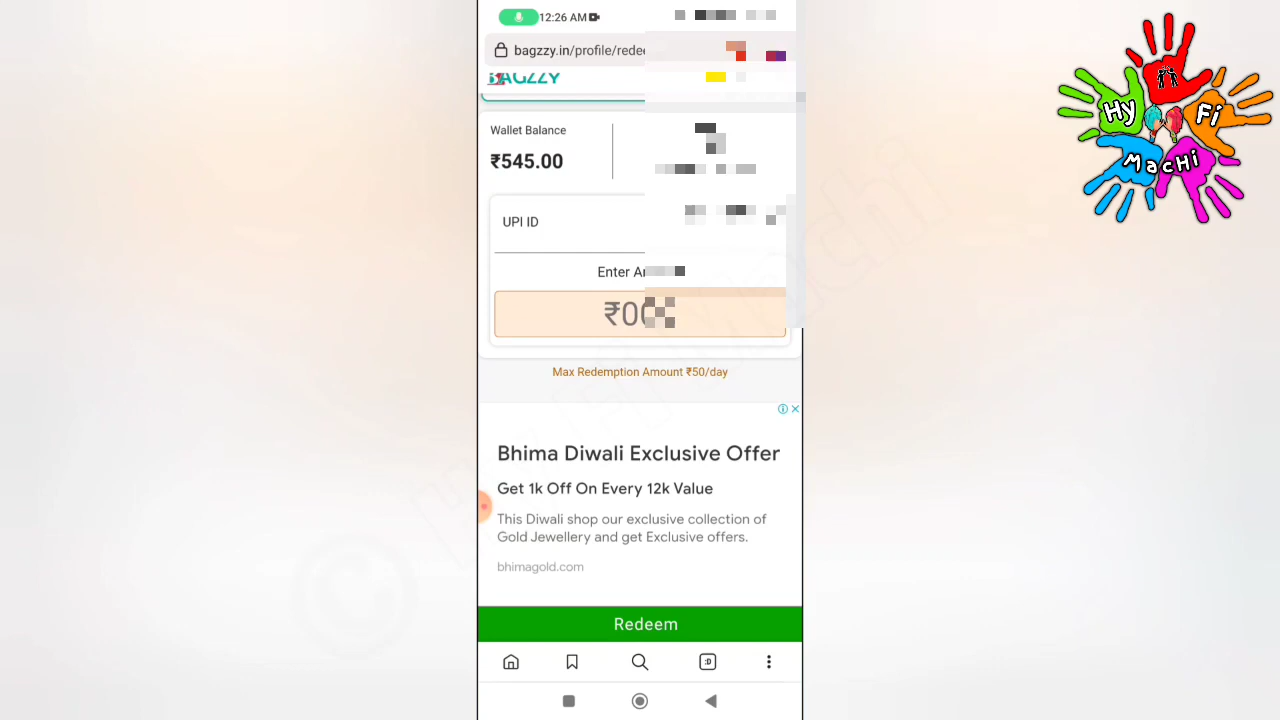 12:26 AM
bagzzy.in/profile/rede
BAGZZY
Wallet Balance
₹545.00
UPI ID
Enter
₹00
Max Redemption Amount ₹50/day
Bhima Diwali Exclusive Offer
Get 1k Off On Every 12k Value
This Diwali shop our exclusive collection of
Gold Jewellery and get Exclusive offers.
bhimagold.com
Redeem
:D
Hy
Fi
MacHi